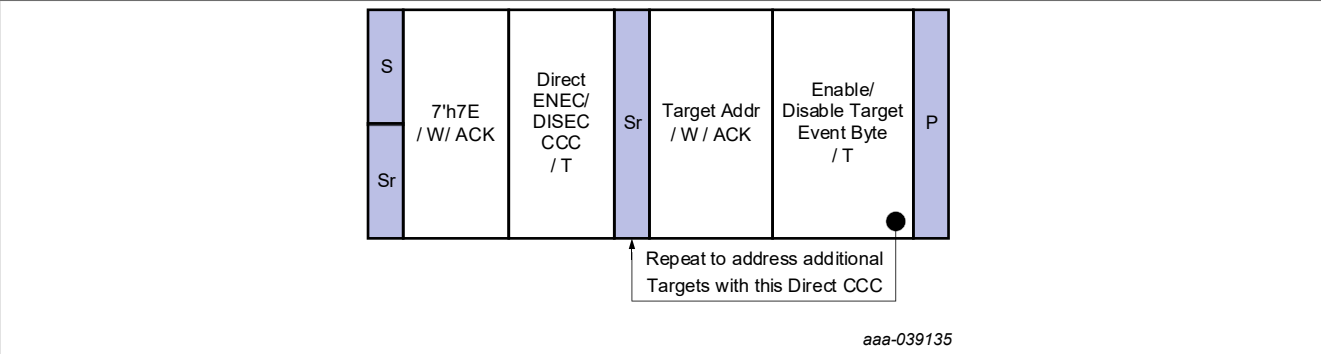 S
Sr
7'h7E
/ W/ ACK
Direct
ENEC/
DISEC
CCC
/ T
Sr
Target Addr
/ W / ACK
Enable/
Disable Target
Event Byte
/ T
P
Repeat to address additional
Targets with this Direct CCC
aaa-039135